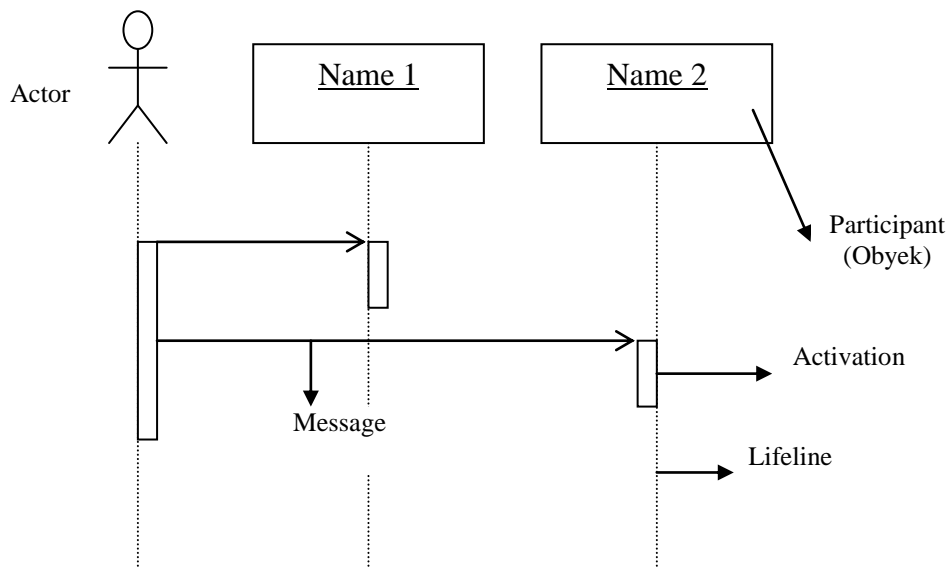 Actor
Name 1
Name 2
Participant
(Obyek)
Activation
Message
Lifeline